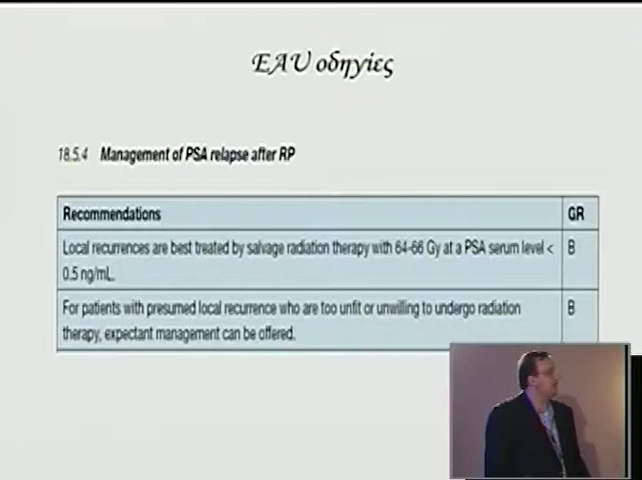 EAU οδηγίες
18.5.4 Management of PSA relapse after RP
Recommendations GR
Local recurrences are best treated by salvage radiation therapy with 64-66 Gy at a PSA serum level < B
0.5 ng/mL.
For patients with presumed local recurrence who are too unfit or unwilling to undergo radiation B
therapy, expectant management can be offered.